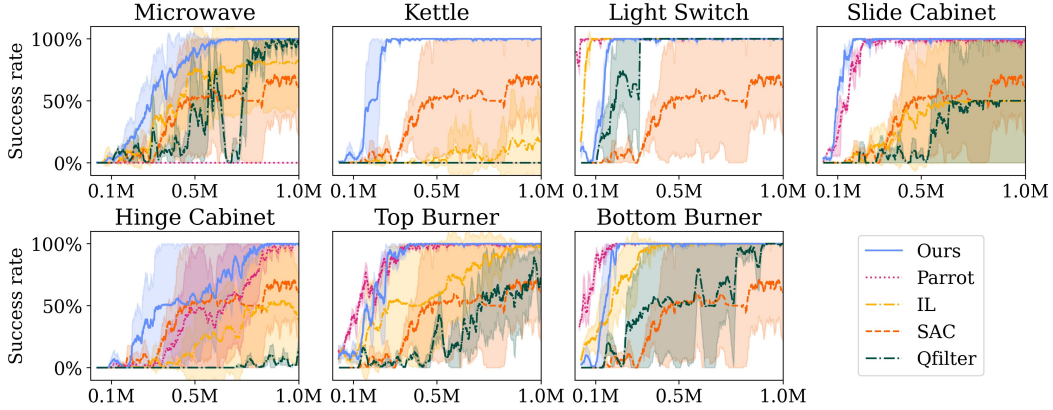 Microwave Kettle Light Switch Slide Cabinet
Success rate
100%
50%
0%
0.1M 0.5M 1.0M 0.1M 0.5M 1.0M 0.1M 0.5M 1.0M 0.1M 0.5M 1.0M
Hinge Cabinet Top Burner Bottom Burner
Success rate
100%
50%
0%
0.1M 0.5M 1.0M 0.1M 0.5M 1.0M 0.1M 0.5M 1.0M
Ours
Parrot
IL
SAC
Qfilter